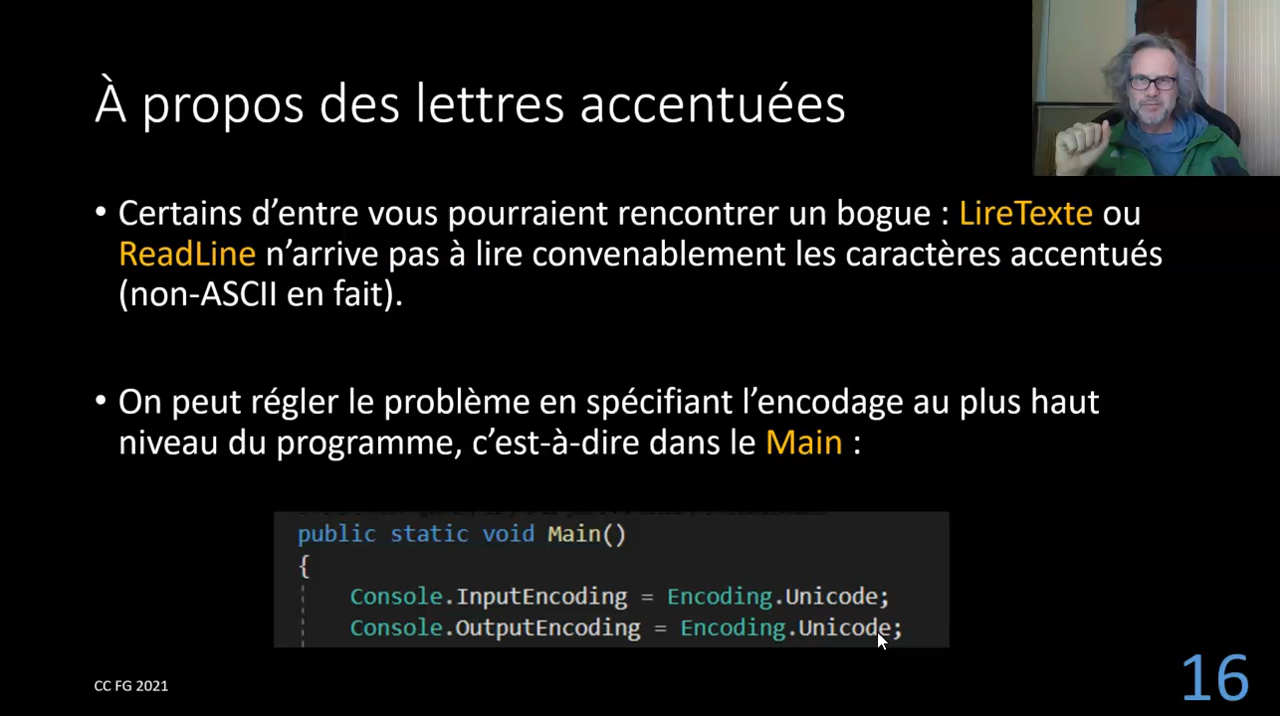 À propos des lettres accentuées
• Certains d’entre vous pourraient rencontrer un bogue : LireTexte ou
ReadLine n’arrive pas à lire convenablement les caractères accentués
(non-ASCII en fait).
• On peut régler le problème en spécifiant l’encodage au plus haut
niveau du programme, c’est-à-dire dans le Main :
public static void Main()
{
Console.InputEncoding = Encoding.Unicode;
Console.OutputEncoding = Encoding.Unicode;
CC FG 2021
16